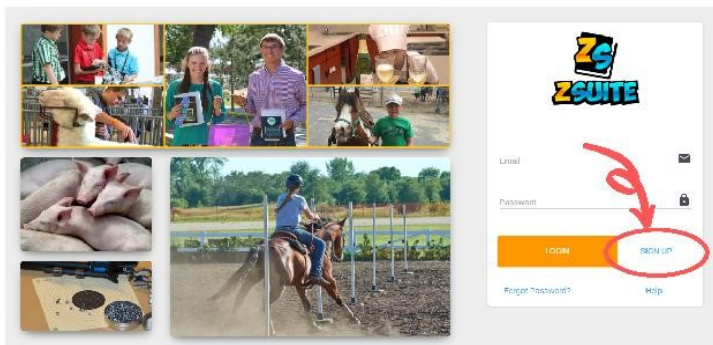 ZS
ZSUITE
Email
Password
LOGIN
SIGN UP
Forgot Password?
Help